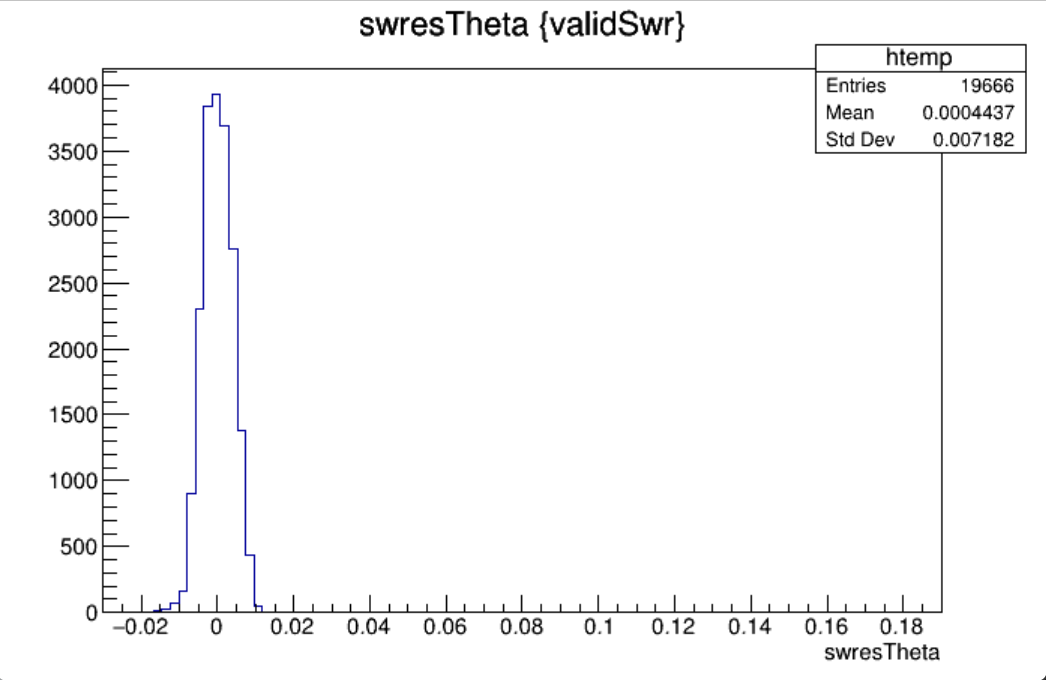 swresTheta {validSwr}
htemp
Entries 19666
Mean 0.0004437
Std Dev 0.007182
4000
3500
3000
2500
2000
1500
1000
500
0
−0.02 0 0.02 0.04 0.06 0.08 0.1 0.12 0.14 0.16 0.18
swresTheta